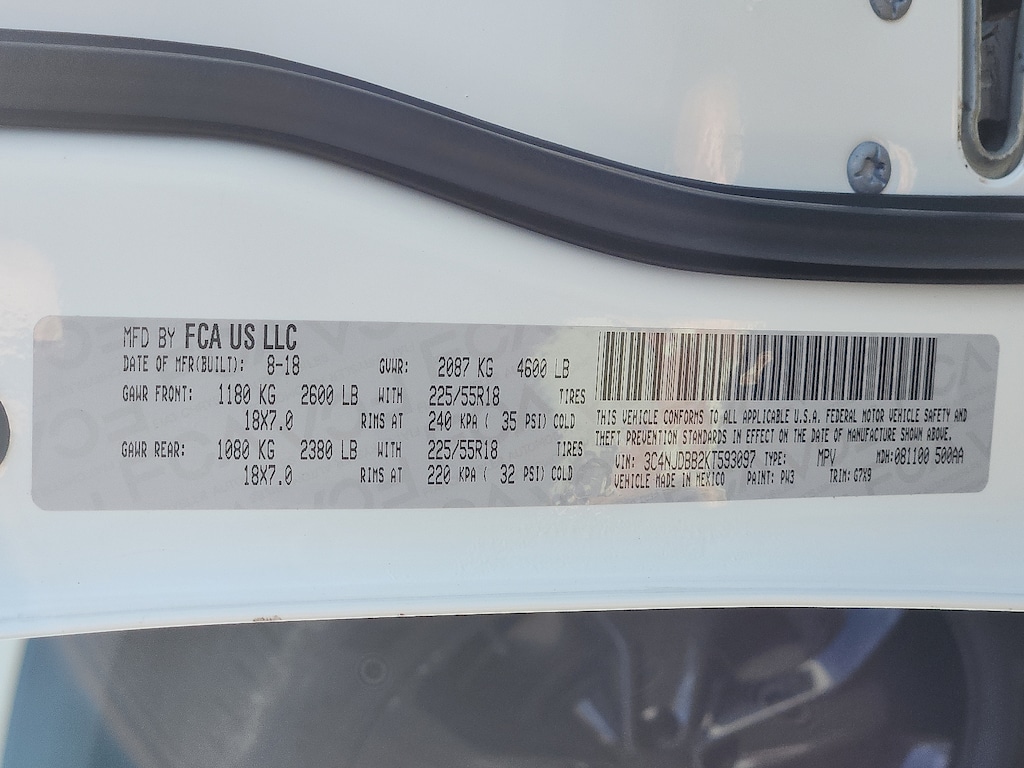 MFD BY FCA US LLC
DATE OF MFR(BUILT): 8-18 GVWR: 2087 KG 4600 LB
GAWR FRONT: 1180 KG 2600 LB WITH 225/55R18 TIRES
18X7.0 RIMS AT 240 KPA ( 35 PSI) COLD
GAWR REAR: 1080 KG 2380 LB WITH 225/55R18 TIRES
18X7.0 RIMS AT 220 KPA ( 32 PSI) COLD
THIS VEHICLE CONFORMS TO ALL APPLICABLE U.S.A. FEDERAL MOTOR VEHICLE SAFETY AND
THEFT PREVENTION STANDARDS IN EFFECT ON THE DATE OF MANUFACTURE SHOWN ABOVE.
VIN: 3C4NJDBB2KT593097 TYPE: MPV MDH: 081100 500AA
VEHICLE MADE IN MEXICO PAINT: PW3 TRIM: G7X9